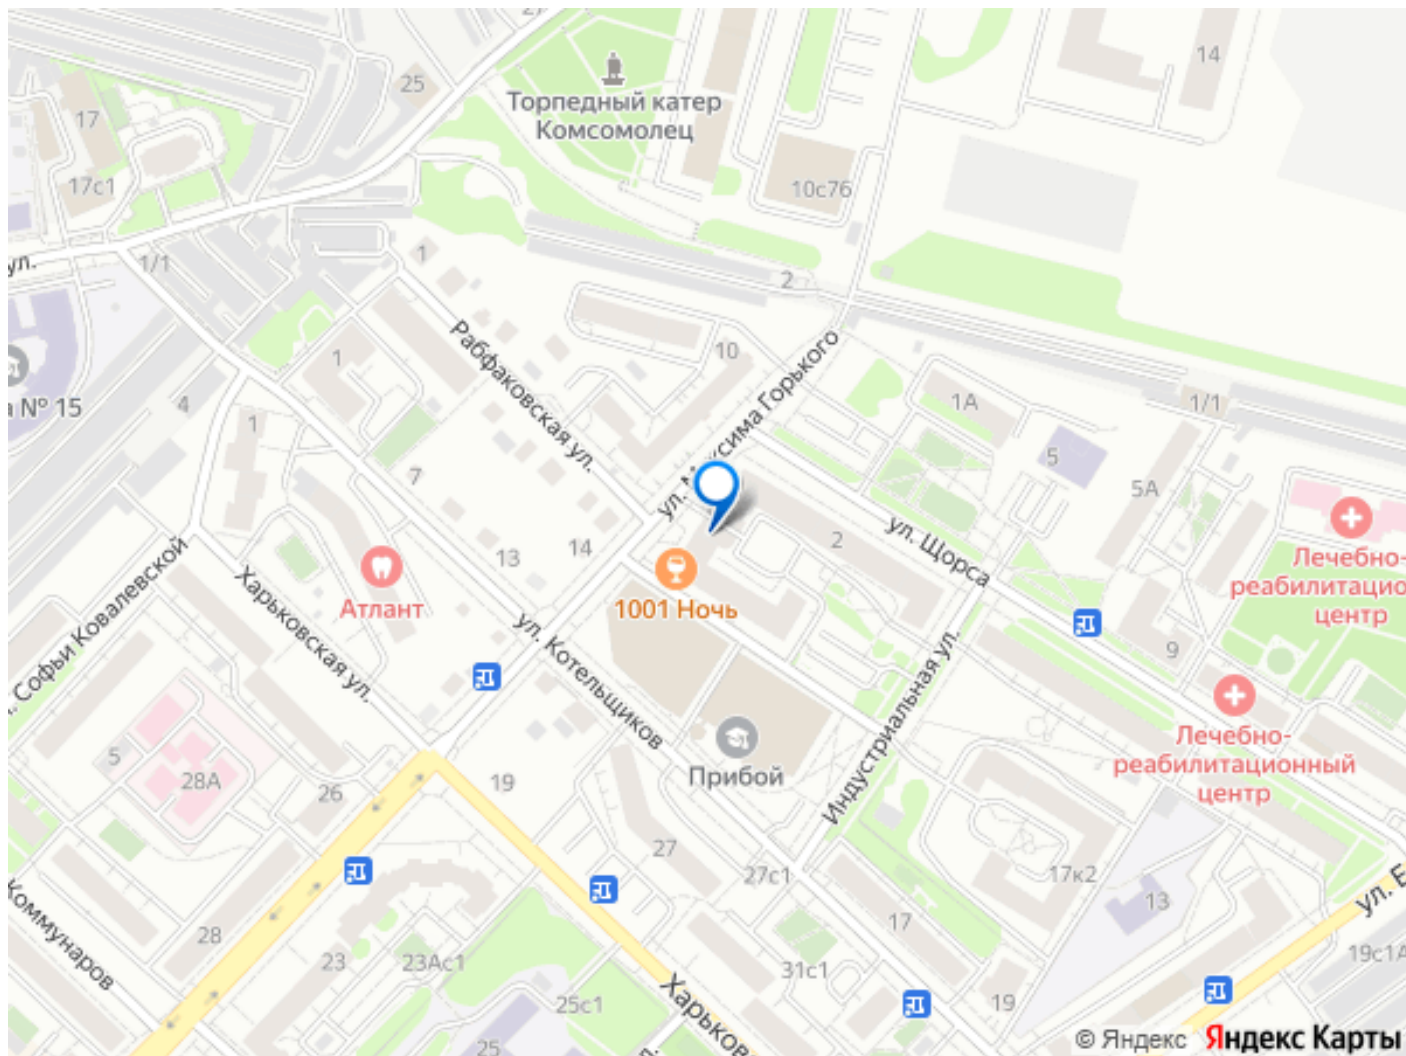 27
25
17
Торпедный катер
Комсомолец
14
17с1
10с76
ул.
1/1
1
2
Рабфаковская ул.
1
10
ул. Максима Горького
а № 15
4
1
1А
1/1
5
5А
7
2
ул. Щорса
13
14
Атлант
1001 Ночь
Лечебно-
реабилитацио
центр
Софьи Ковалевской
Харьковская ул.
ул. Котельщиков
Индустриальная ул.
9
5
28А
26
19
Прибой
Лечебно-
реабилитационный
центр
27
27с1
17к2
13
17
ул. Е
Коммунаров
28
23
23Ас1
25с1
31с1
19
19с1А
Харьков
25
© Яндекс Яндекс Карты